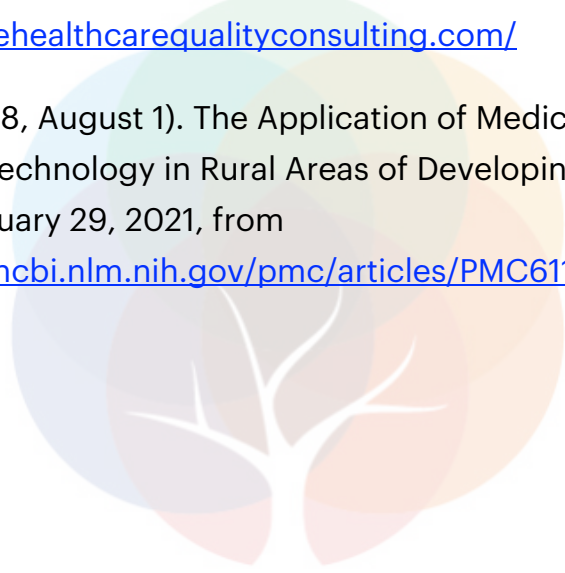 ehealthcarequalityconsulting.com/
8, August 1). The Application of Medic
echnology in Rural Areas of Developin
uary 29, 2021, from
ncbi.nlm.nih.gov/pmc/articles/PMC611